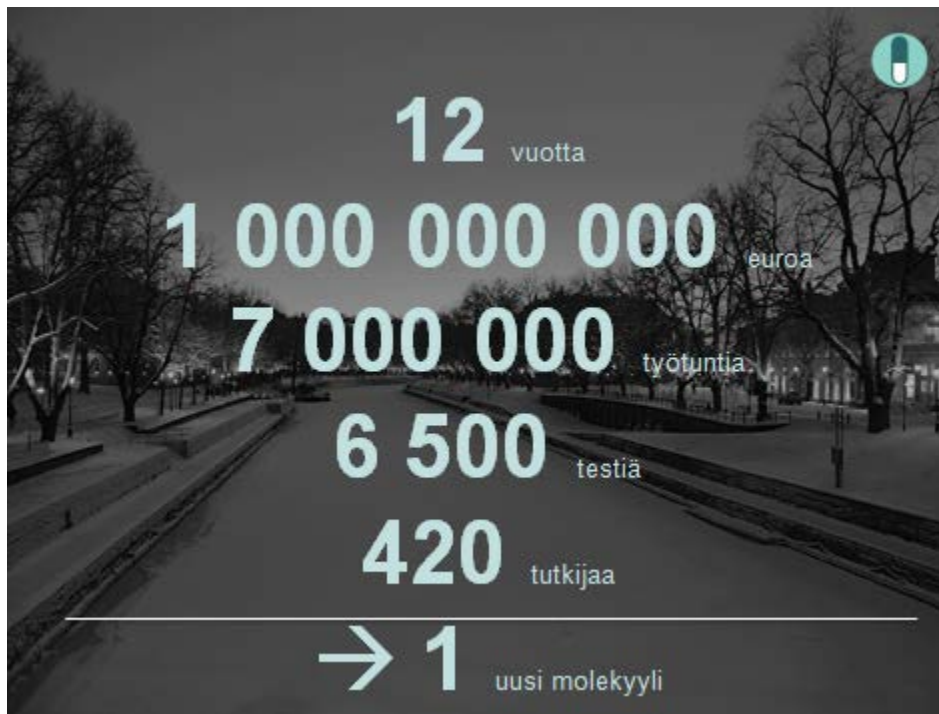 12 vuotta
1 000 000 000 euroa
7 000 000 työtuntia
6 500 testiä
420 tutkijaa
→ 1 uusi molekyyli